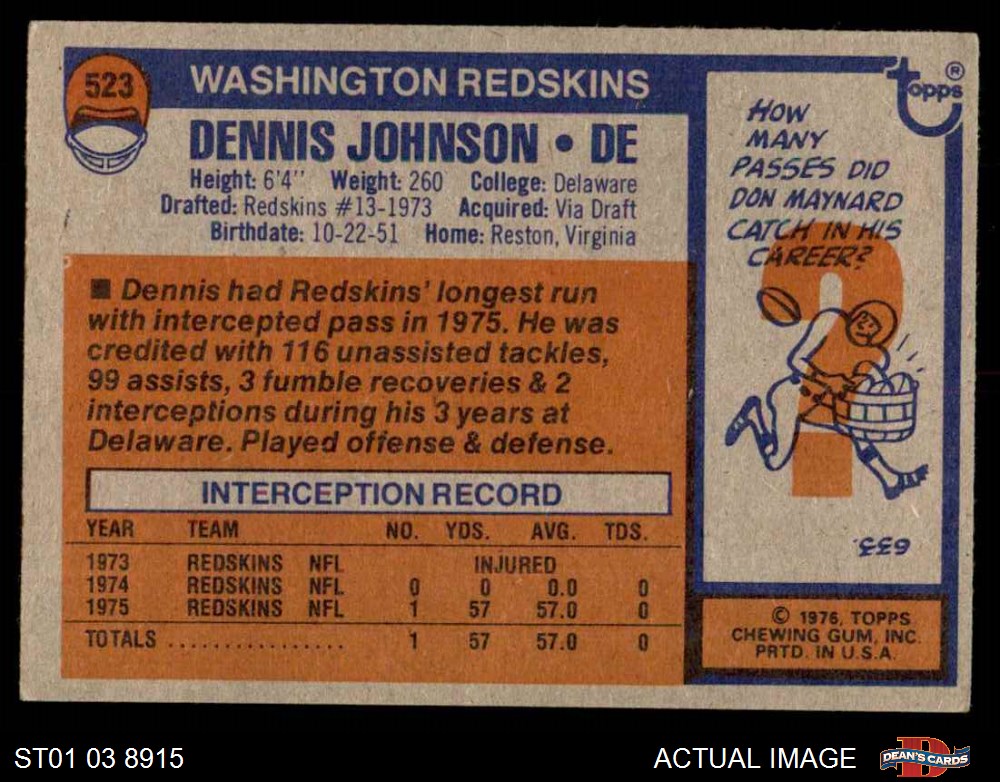 523
WASHINGTON REDSKINS
DENNIS JOHNSON • DE
Height: 6'4" Weight: 260 College: Delaware
Drafted: Redskins #13-1973 Acquired: Via Draft
Birthdate: 10-22-51 Home: Reston, Virginia
■ Dennis had Redskins' longest run
with intercepted pass in 1975. He was
credited with 116 unassisted tackles,
99 assists, 3 fumble recoveries & 2
interceptions during his 3 years at
Delaware. Played offense & defense.
INTERCEPTION RECORD
YEAR TEAM NO. YDS. AVG. TDS.
1973 REDSKINS NFL INJURED
1974 REDSKINS NFL 0 0 0.0 0
1975 REDSKINS NFL 1 57 57.0 0
TOTALS ................ 1 57 57.0 0
topps ®
HOW
MANY
PASSES DID
DON MAYNARD
CATCH IN HIS
CAREER?
633.
© 1976, TOPPS
CHEWING GUM, INC.
PRTD. IN U.S.A.
ST01 03 8915
ACTUAL IMAGE
DEAN'S CARDS